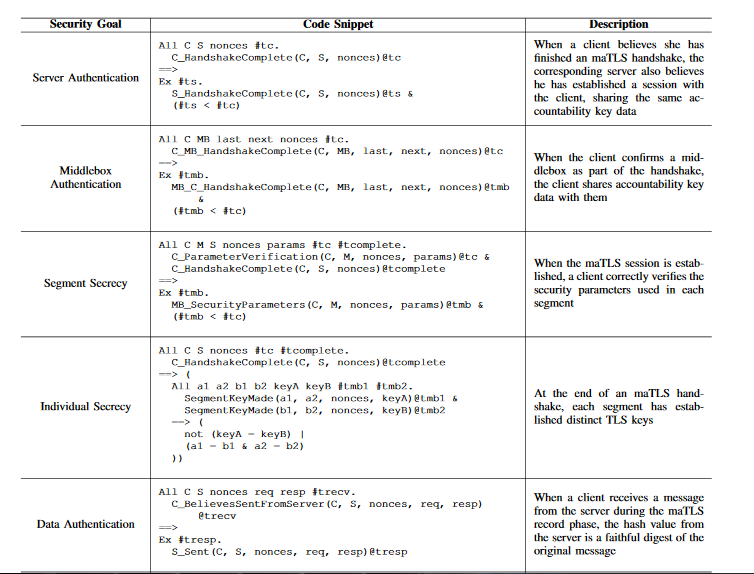 Security Goal Code Snippet Description
Server Authentication
All C S nonces #tc.
C_HandshakeComplete(C, S, nonces)@tc
==>
Ex #ts.
S_HandshakeComplete(C, S, nonces)@ts &
(#ts < #tc)
When a client believes she has
finished an maTLS handshake, the
corresponding server also believes
he has established a session with
the client, sharing the same ac-
countability key data
Middlebox
Authentication
All C MB last next nonces #tc.
C_MB_HandshakeComplete(C, MB, last, next, nonces)@tc
==>
Ex #tmb.
MB_C_HandshakeComplete(C, MB, last, next, nonces)@tmb
&
(#tmb < #tc)
When the client confirms a mid-
dlebox as part of the handshake,
the client shares accountability key
data with them
Segment Secrecy
All C M S nonces params #tc #tcomplete.
C_ParameterVerification(C, M, nonces, params)@tc &
C_HandshakeComplete(C, S, nonces)@tcomplete
==>
Ex #tmb.
MB_SecurityParameters(C, M, nonces, params)@tmb &
(#tmb < #tc)
When the maTLS session is estab-
lished, a client correctly verifies the
security parameters used in each
segment
Individual Secrecy
All C S nonces #tc #tcomplete.
C_HandshakeComplete(C, S, nonces)@tcomplete
==> (
All a1 a2 b1 b2 keyA keyB #tmb1 #tmb2.
SegmentKeyMade(a1, a2, nonces, keyA)@tmb1 &
SegmentKeyMade(b1, b2, nonces, keyB)@tmb2
==> (
not (keyA = keyB) |
(a1 = b1 & a2 = b2)
))
At the end of an maTLS hand-
shake, each segment has estab-
lished distinct TLS keys
Data Authentication
All C S nonces req resp #trecv.
C_BelievesSentFromServer(C, S, nonces, req, resp)
@trecv
==>
Ex #tresp.
S_Sent(C, S, nonces, req, resp)@tresp
When a client receives a message
from the server during the maTLS
record phase, the hash value from
the server is a faithful digest of the
original message